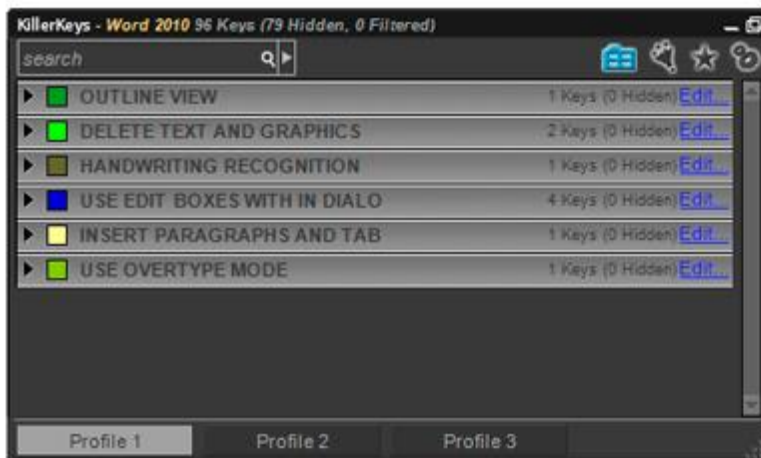 KillerKeys - Word 2010 96 Keys (79 Hidden, 0 Filtered)
search
OUTLINE VIEW 1 Keys (0 Hidden) Edit...
DELETE TEXT AND GRAPHICS 2 Keys (0 Hidden) Edit...
HANDWRITING RECOGNITION 1 Keys (0 Hidden) Edit...
USE EDIT BOXES WITH IN DIALO 4 Keys (0 Hidden) Edit...
INSERT PARAGRAPHS AND TAB 1 Keys (0 Hidden) Edit...
USE OVERTYPE MODE 1 Keys (0 Hidden) Edit...
Profile 1 Profile 2 Profile 3